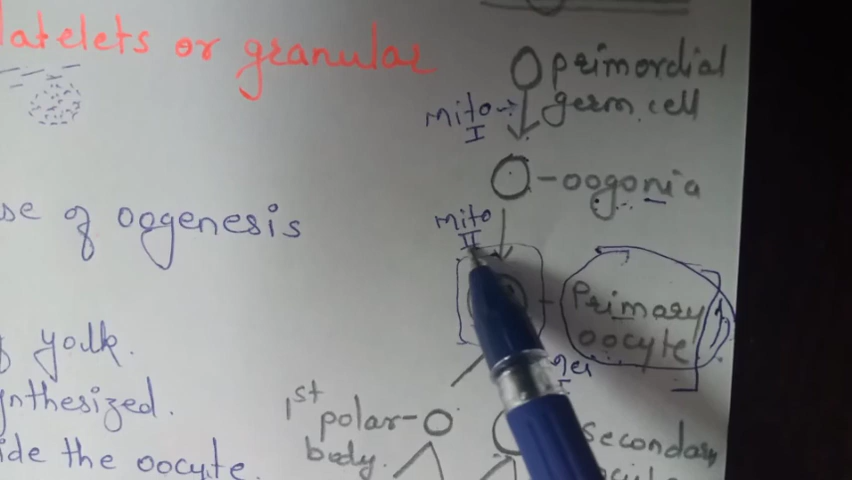 latelets or granular
primordial
germ cell
Mito
I
oogonia
se of oogenesis
Mito
II
Primary
oocyte
f yolk.
I
nthesized.
1st
polar
body.
secondary
ide the oocyte.